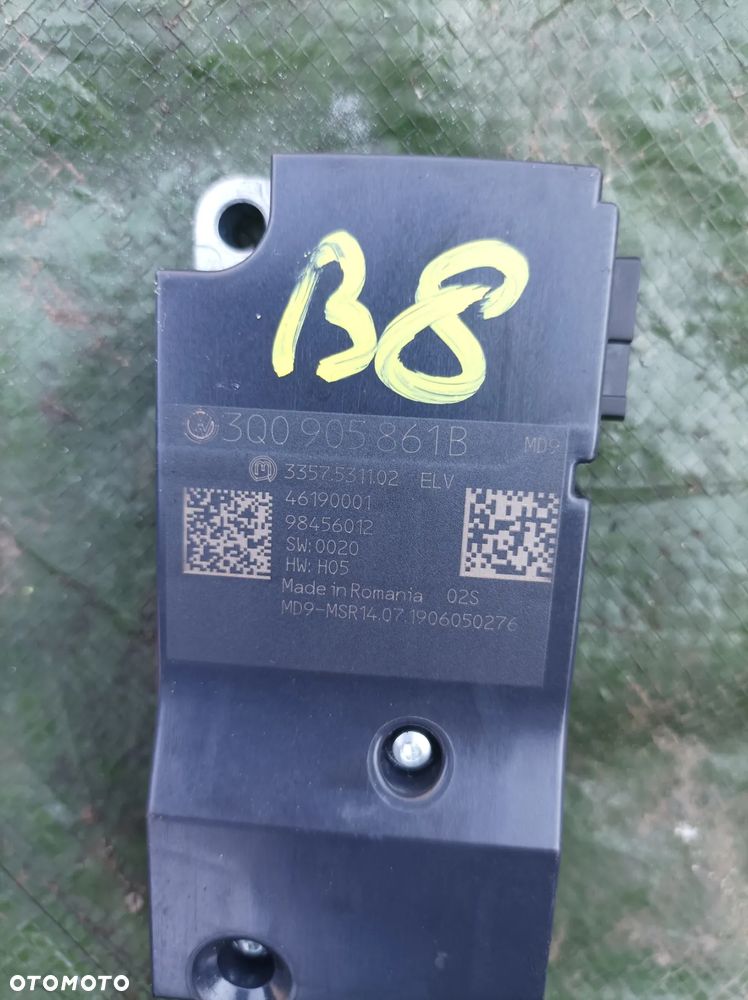 B8
3Q0 905 861B MD9
3357.5311.02 ELV
46190001
98456012
SW:0020
HW: H05
Made in Romania 02S
MD9-MSR14.07.1906050276
OTOMOTO